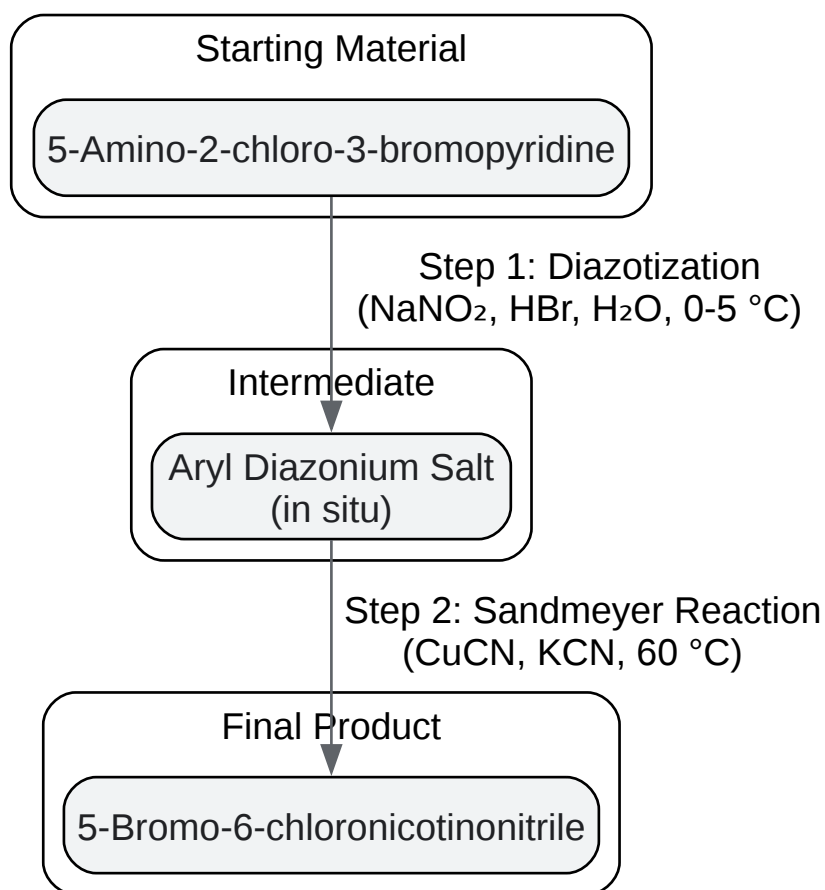 Starting Material
5-Amino-2-chloro-3-bromopyridine
Step 1: Diazotization
(NaNO₂, HBr, H₂O, 0-5 °C)
Intermediate
Aryl Diazonium Salt
(in situ)
Step 2: Sandmeyer Reaction
(CuCN, KCN, 60 °C)
Final Product
5-Bromo-6-chloronicotinonitrile